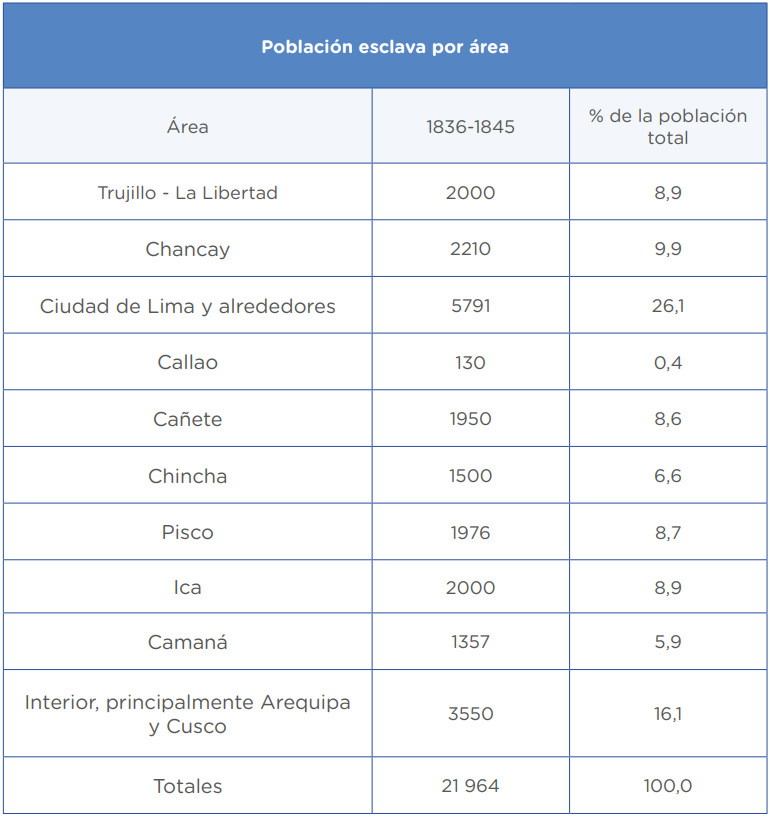 Población esclava por área
Área 1836-1845 % de la población
total
Trujillo - La Libertad 2000 8,9
Chancay 2210 9,9
Ciudad de Lima y alrededores 5791 26,1
Callao 130 0,4
Cañete 1950 8,6
Chincha 1500 6,6
Pisco 1976 8,7
Ica 2000 8,9
Camaná 1357 5,9
Interior, principalmente Arequipa
y Cusco 3550 16,1
Totales 21 964 100,0